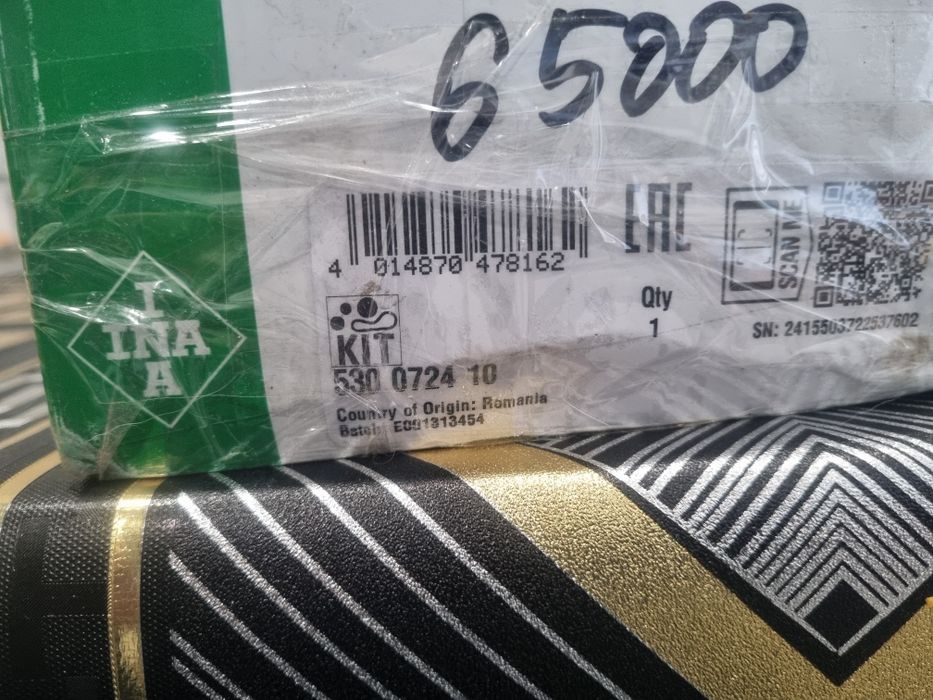 65000
4 014870 478162
EAC
SCAN ME
Qty
1
SN: 2415503722537602
I
INA
A
KIT
530 0724 10
Country of Origin: Romania
Batch: E001313454